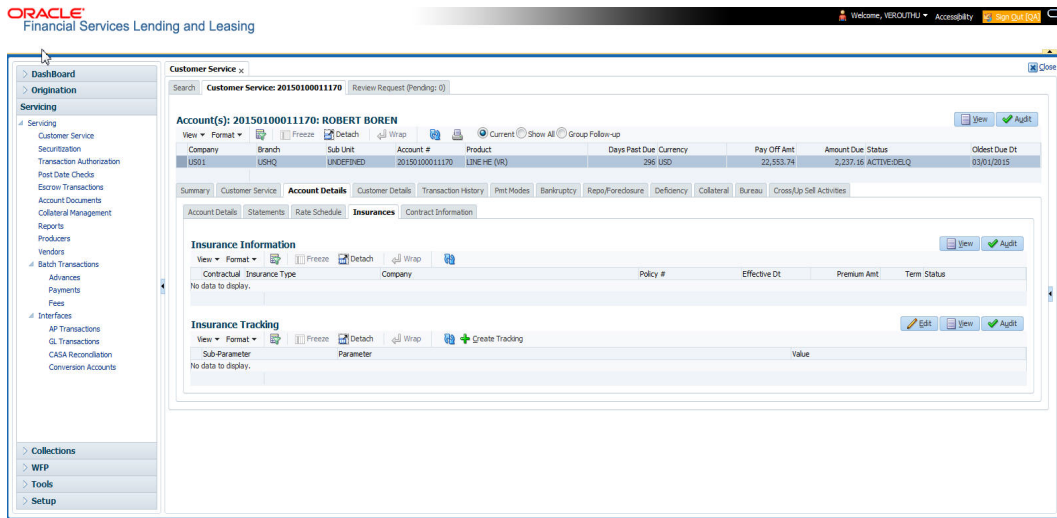 ORACLE
Financial Services Lending and Leasing
Welcome, VEROUTHU Accessibility Sign Out [QA]
DashBoard
Origination
Servicing
Servicing
Customer Service
Securitization
Transaction Authorization
Post Date Checks
Escrow Transactions
Account Documents
Collateral Management
Reports
Producers
Vendors
Batch Transactions
Advances
Payments
Fees
Interfaces
AP Transactions
GL Transactions
CASA Reconciliation
Conversion Accounts
Collections
WFP
Tools
Setup
Customer Service x
Close
Search Customer Service: 20150100011170 Review Request (Pending: 0)
Account(s): 20150100011170: ROBERT BOREN
View Audit
View Format Freeze Detach Wrap Current Show All Group Follow-up
Company Branch Sub Unit Account # Product Days Past Due Currency Pay Off Amt Amount Due Status Oldest Due Dt
US01 USHQ UNDEFINED 20150100011170 LINE HE (VR) 296 USD 22,553.74 2,237.16 ACTIVE:DELQ 03/01/2015
Summary Customer Service Account Details Customer Details Transaction History Pmt Modes Bankruptcy Repo/Foreclosure Deficiency Collateral Bureau Cross/Up Sell Activities
Account Details Statements Rate Schedule Insurances Contract Information
Insurance Information
View Audit
View Format Freeze Detach Wrap
Contractual Insurance Type Company Policy # Effective Dt Premium Amt Term Status
No data to display.
Insurance Tracking
Edit View Audit
View Format Freeze Detach Wrap Create Tracking
Sub-Parameter Parameter Value
No data to display.